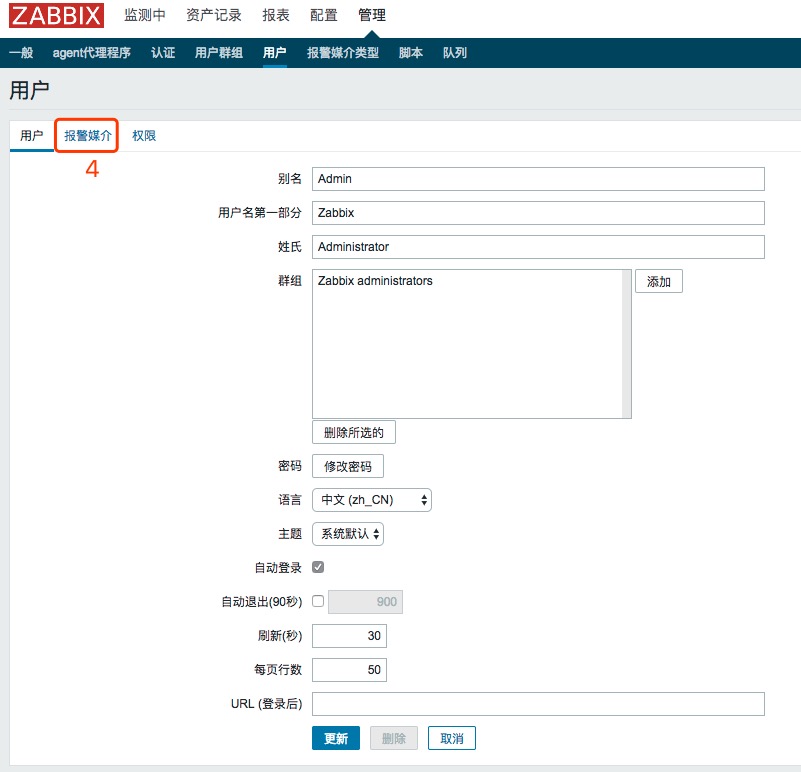 ZABBIX 监测中 资产记录 报表 配置 管理
一般 agent代理程序 认证 用户群组 用户 报警媒介类型 脚本 队列
用户
用户 报警媒介 权限
4
别名 Admin
用户名第一部分 Zabbix
姓氏 Administrator
群组 Zabbix administrators 添加
删除所选的
密码 修改密码
语言 中文 (zh_CN)
主题 系统默认
自动登录
自动退出(90秒) 900
刷新(秒) 30
每页行数 50
URL (登录后)
更新 删除 取消